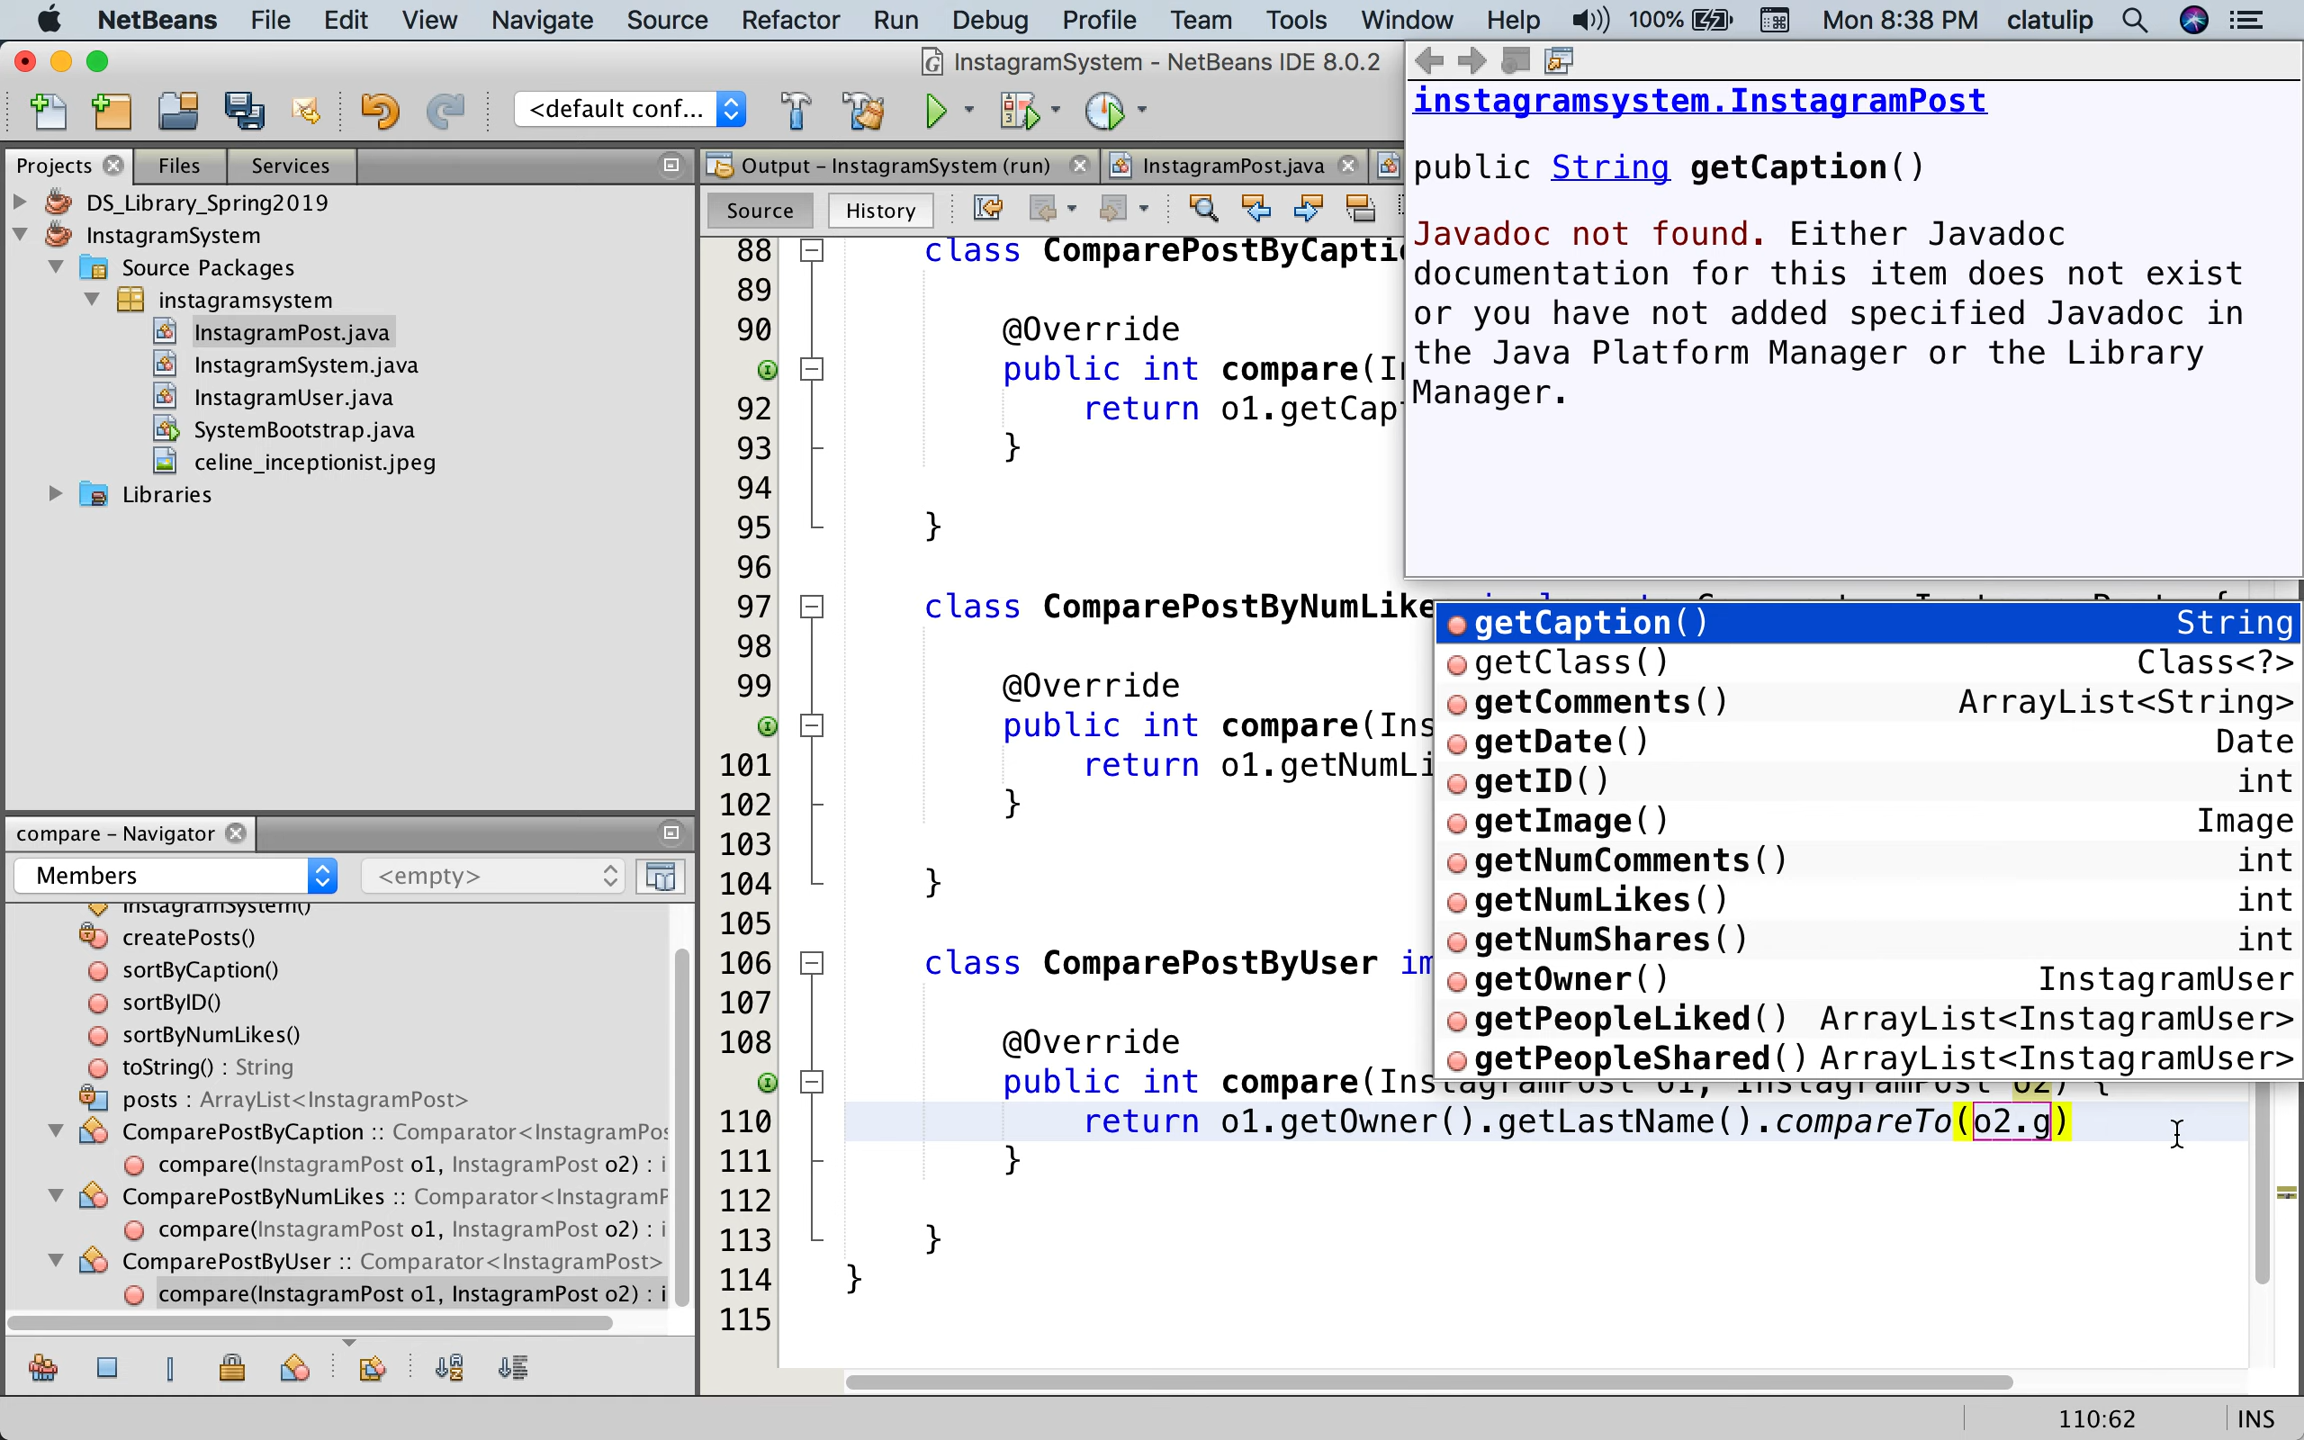 NetBeans File Edit View Navigate Source Refactor Run Debug Profile Team Tools Window Help 100% Mon 8:38 PM clatulip
InstagramSystem - NetBeans IDE 8.0.2
<default conf...
Projects Files Services
DS_Library_Spring2019
InstagramSystem
Source Packages
instagramsystem
InstagramPost.java
InstagramSystem.java
InstagramUser.java
SystemBootstrap.java
celine_inceptionist.jpeg
Libraries
compare – Navigator
Members <empty>
InstagramSystem()
createPosts()
sortByCaption()
sortByID()
sortByNumLikes()
toString() : String
posts : ArrayList<InstagramPost>
ComparePostByCaption :: Comparator<InstagramPos
compare(InstagramPost o1, InstagramPost o2) : i
ComparePostByNumLikes :: Comparator<InstagramP
compare(InstagramPost o1, InstagramPost o2) : i
ComparePostByUser :: Comparator<InstagramPost>
compare(InstagramPost o1, InstagramPost o2) : i
Output – InstagramSystem (run) InstagramPost.java
Source History
88 class ComparePostByCaptio
89
90 @Override
public int compare(In
92 return o1.getCap
93 }
94
95 }
96
97 class ComparePostByNumLike
98
99 @Override
public int compare(Ins
101 return o1.getNumLi
102 }
103
104 }
105
106 class ComparePostByUser im
107
108 @Override
public int compare(InstagramPost o1, InstagramPost o2) {
110 return o1.getOwner().getLastName().compareTo(o2.g)
111 }
112
113 }
114 }
115
instagramsystem.InstagramPost
public String getCaption()
Javadoc not found. Either Javadoc
documentation for this item does not exist
or you have not added specified Javadoc in
the Java Platform Manager or the Library
Manager.
getCaption() String
getClass() Class<?>
getComments() ArrayList<String>
getDate() Date
getID() int
getImage() Image
getNumComments() int
getNumLikes() int
getNumShares() int
getOwner() InstagramUser
getPeopleLiked() ArrayList<InstagramUser>
getPeopleShared() ArrayList<InstagramUser>
110:62 INS